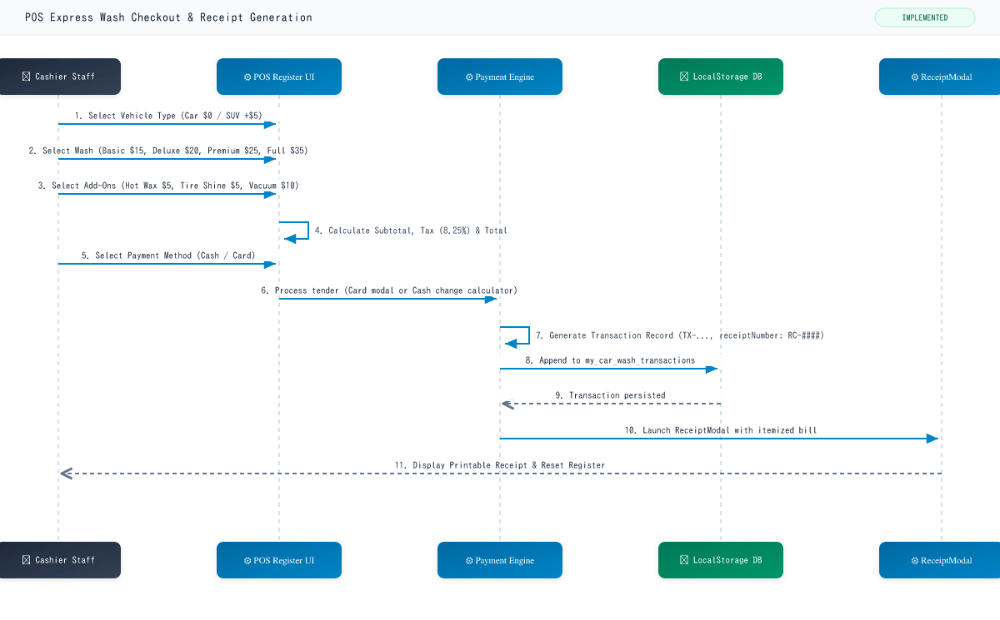 POS Express Wash Checkout & Receipt Generation
IMPLEMENTED
Cashier Staff
⚙ POS Register UI
⚙ Payment Engine
LocalStorage DB
⚙ ReceiptModal
1. Select Vehicle Type (Car $0 / SUV +$5)
2. Select Wash (Basic $15, Deluxe $20, Premium $25, Full $35)
3. Select Add-Ons (Hot Wax $5, Tire Shine $5, Vacuum $10)
4. Calculate Subtotal, Tax (8.25%) & Total
5. Select Payment Method (Cash / Card)
6. Process tender (Card modal or Cash change calculator)
7. Generate Transaction Record (TX-..., receiptNumber: RC-####)
8. Append to my_car_wash_transactions
9. Transaction persisted
10. Launch ReceiptModal with itemized bill
11. Display Printable Receipt & Reset Register
Cashier Staff
⚙ POS Register UI
⚙ Payment Engine
LocalStorage DB
⚙ ReceiptModal